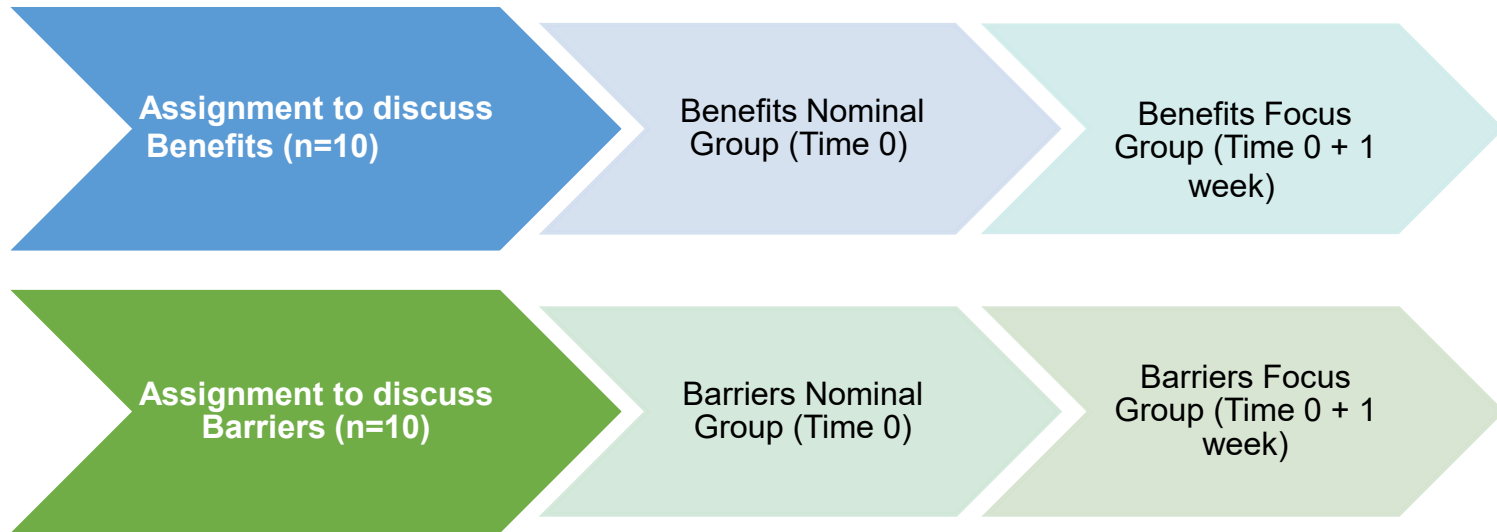 Assignment to discuss
Benefits (n=10)
Benefits Nominal
Group (Time 0)
Benefits Focus
Group (Time 0 + 1
week)
Assignment to discuss
Barriers (n=10)
Barriers Nominal
Group (Time 0)
Barriers Focus
Group (Time 0 + 1
week)